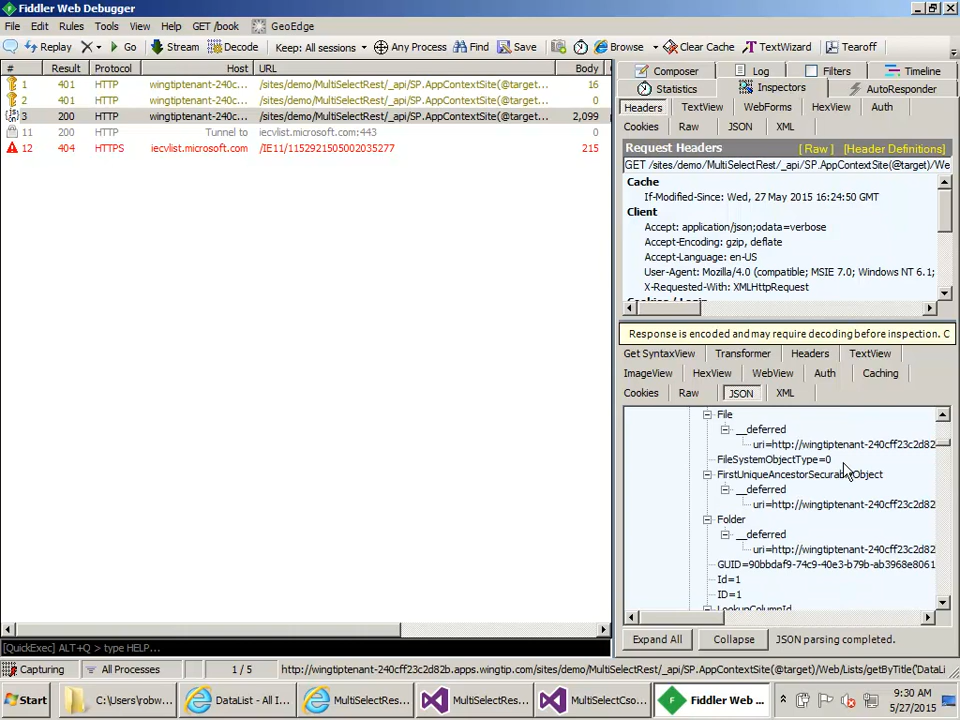 Fiddler Web Debugger
File Edit Rules Tools View Help GET /book GeoEdge
Replay Go Stream Decode Keep: All sessions Any Process Find Save Browse Clear Cache TextWizard Tearoff
# Result Protocol Host URL Body
1 401 HTTP wingtiptenant-240c... /sites/demo/MultiSelectRest/_api/SP.AppContextSite(@target... 16
2 401 HTTP wingtiptenant-240c... /sites/demo/MultiSelectRest/_api/SP.AppContextSite(@target... 0
3 200 HTTP wingtiptenant-240c... /sites/demo/MultiSelectRest/_api/SP.AppContextSite(@target... 2,099
11 200 HTTP Tunnel to iecvlist.microsoft.com:443 0
12 404 HTTPS iecvlist.microsoft.com /IE11/1152921505002035277 215
Composer Log Filters Timeline
Statistics Inspectors AutoResponder
Headers TextView WebForms HexView Auth
Cookies Raw JSON XML
Request Headers [ Raw ] [Header Definitions]
GET /sites/demo/MultiSelectRest/_api/SP.AppContextSite(@target)/We
Cache
If-Modified-Since: Wed, 27 May 2015 16:24:50 GMT
Client
Accept: application/json;odata=verbose
Accept-Encoding: gzip, deflate
Accept-Language: en-US
User-Agent: Mozilla/4.0 (compatible; MSIE 7.0; Windows NT 6.1;
X-Requested-With: XMLHttpRequest
Cookies / Login
Response is encoded and may require decoding before inspection. C
Get SyntaxView Transformer Headers TextView
ImageView HexView WebView Auth Caching
Cookies Raw JSON XML
File
__deferred
uri=http://wingtiptenant-240cff23c2d82
FileSystemObjectType=0
FirstUniqueAncestorSecurableObject
__deferred
uri=http://wingtiptenant-240cff23c2d82
Folder
__deferred
uri=http://wingtiptenant-240cff23c2d82
GUID=90bbdaf9-74c9-40e3-b79b-ab3968e8061
Id=1
ID=1
LookupColumnId
Expand All Collapse JSON parsing completed.
[QuickExec] ALT+Q > type HELP...
Capturing All Processes 1 / 5 http://wingtiptenant-240cff23c2d82b.apps.wingtip.com/sites/demo/MultiSelectRest/_api/SP.AppContextSite(@target)/Web/Lists/getByTitle('DataLi
Start C:\Users\robw... DataList - All I... MultiSelectRes... MultiSelectRes... MultiSelectCso... Fiddler Web ... 9:30 AM
5/27/2015